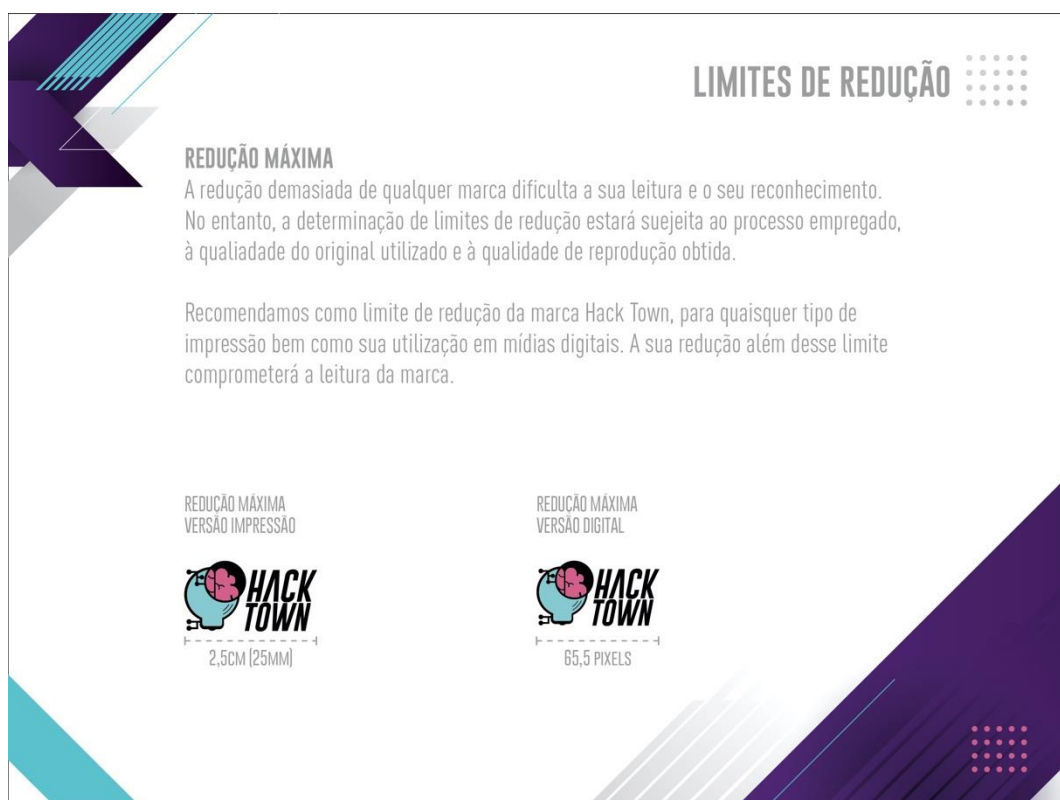 LIMITES DE REDUÇÃO
REDUÇÃO MÁXIMA
A redução demasiada de qualquer marca dificulta a sua leitura e o seu reconhecimento.
No entanto, a determinação de limites de redução estará suejeita ao processo empregado,
à qualiadade do original utilizado e à qualidade de reprodução obtida.
Recomendamos como limite de redução da marca Hack Town, para quaisquer tipo de
impressão bem como sua utilização em mídias digitais. A sua redução além desse limite
comprometerá a leitura da marca.
REDUÇÃO MÁXIMA
VERSÃO IMPRESSÃO
HACK
TOWN
2,5CM (25MM)
REDUÇÃO MÁXIMA
VERSÃO DIGITAL
HACK
TOWN
65,5 PIXELS